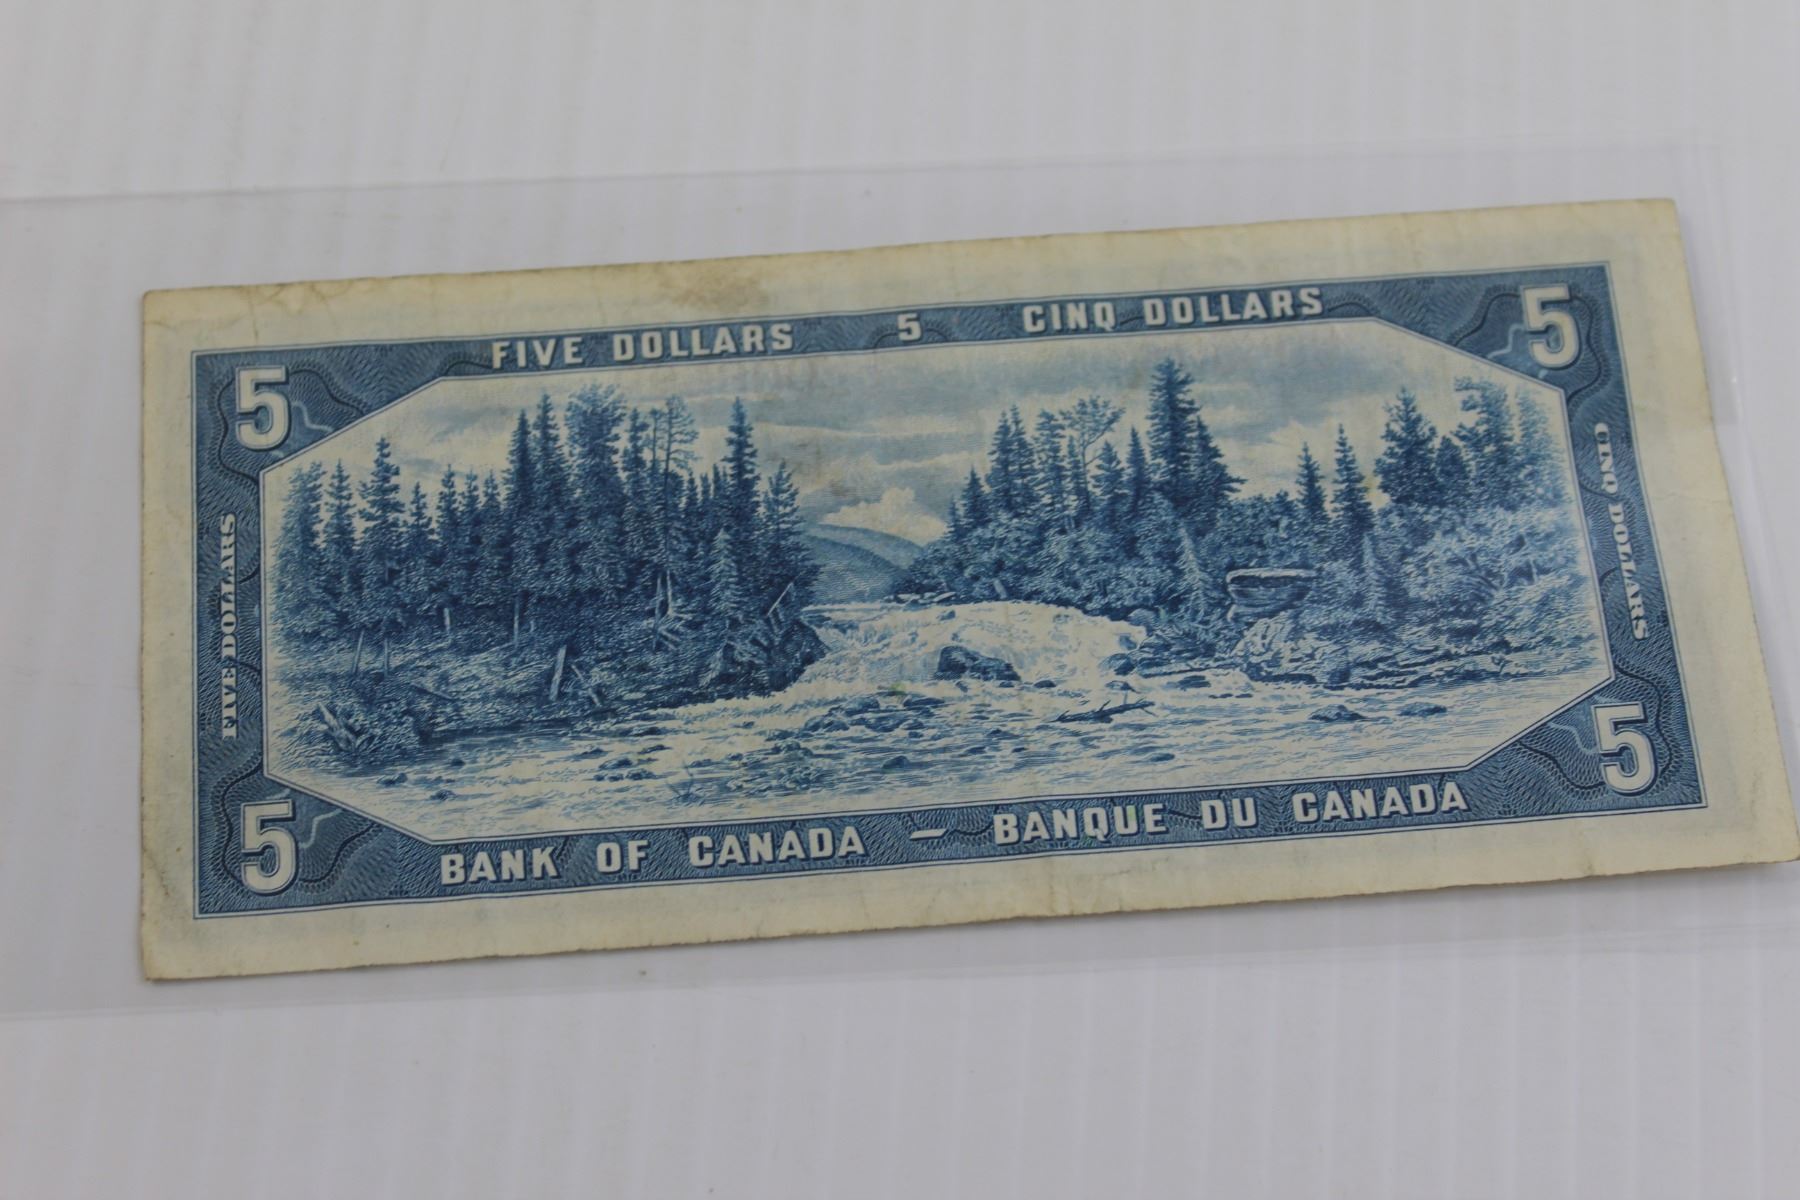 FIVE DOLLARS 5 CINQ DOLLARS
5 5
FIVE DOLLARS
CINQ DOLLARS
5 5
BANK OF CANADA – BANQUE DU CANADA